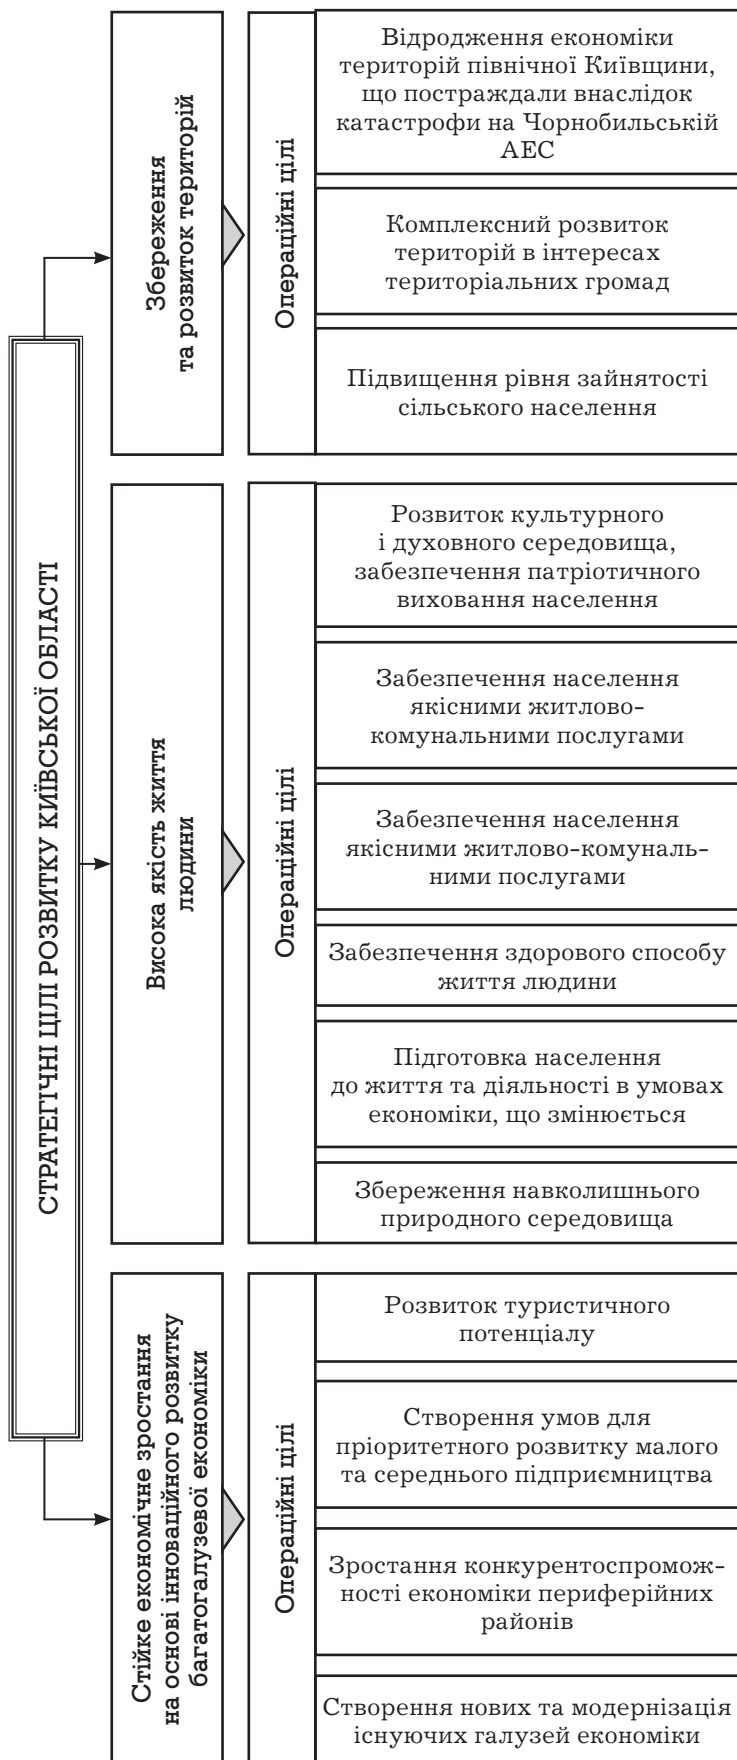 СТРАТЕГІЧНІ ЦІЛІ РОЗВИТКУ КИЇВСЬКОЇ ОБЛАСТІ
Збереження
та розвиток територій
Операційні цілі
Відродження економіки
територій північної Київщини,
що постраждали внаслідок
катастрофи на Чорнобильській
АЕС
Комплексний розвиток
територій в інтересах
територіальних громад
Підвищення рівня зайнятості
сільського населення
Висока якість життя
людини
Операційні цілі
Розвиток культурного
і духовного середовища,
забезпечення патріотичного
виховання населення
Забезпечення населення
якісними житлово-
комунальними послугами
Забезпечення населення
якісними житлово-комуналь-
ними послугами
Забезпечення здорового способу
життя людини
Підготовка населення
до життя та діяльності в умовах
економіки, що змінюється
Збереження навколишнього
природного середовища
Стійке економічне зростання
на основі інноваційного розвитку
багатогалузевої економіки
Операційні цілі
Розвиток туристичного
потенціалу
Створення умов для
пріоритетного розвитку малого
та середнього підприємництва
Зростання конкурентоспромож-
ності економіки периферійних
районів
Створення нових та модернізація
існуючих галузей економіки